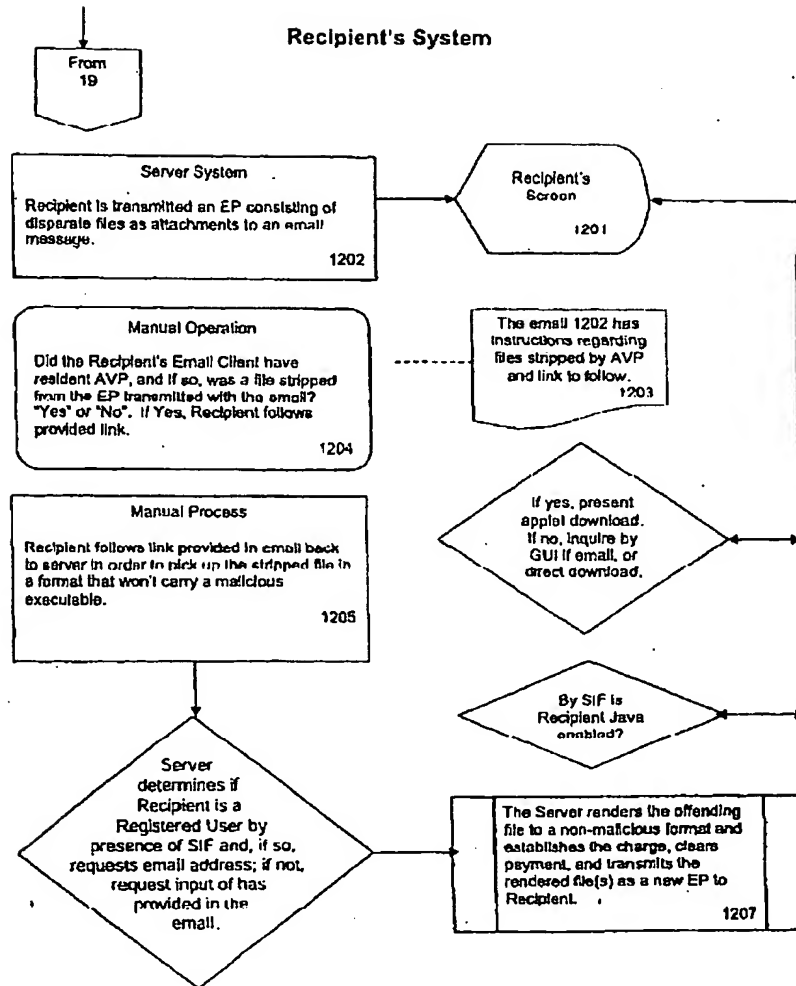 Recipient's System
From
19
Server System
Recipient is transmitted an EP consisting of
disparate files as attachments to an email
message.
1202
Recipient's
Screen
1201
Manual Operation
Did the Recipient's Email Client have
resident AVP, and if so, was a file stripped
from the EP transmitted with the email?
"Yes" or "No". If Yes, Recipient follows
provided link.
1204
The email 1202 has
instructions regarding
files stripped by AVP
and link to follow.
1203
Manual Process
Recipient follows link provided in email back
to server in order to pick up the stripped file in
a format that won't carry a malicious
executable.
1205
If yes, present
applet download.
If no, inquire by
GUI if email, or
direct download.
By SIF is
Recipient Java
enabled?
Server
determines if
Recipient is a
Registered User by
presence of SIF and, if so,
requests email address; if not,
request input of has
provided in the
email.
The Server renders the offending
file to a non-malicious format and
establishes the charge, clears
payment, and transmits the
rendered file(s) as a new EP to
Recipient.
1207